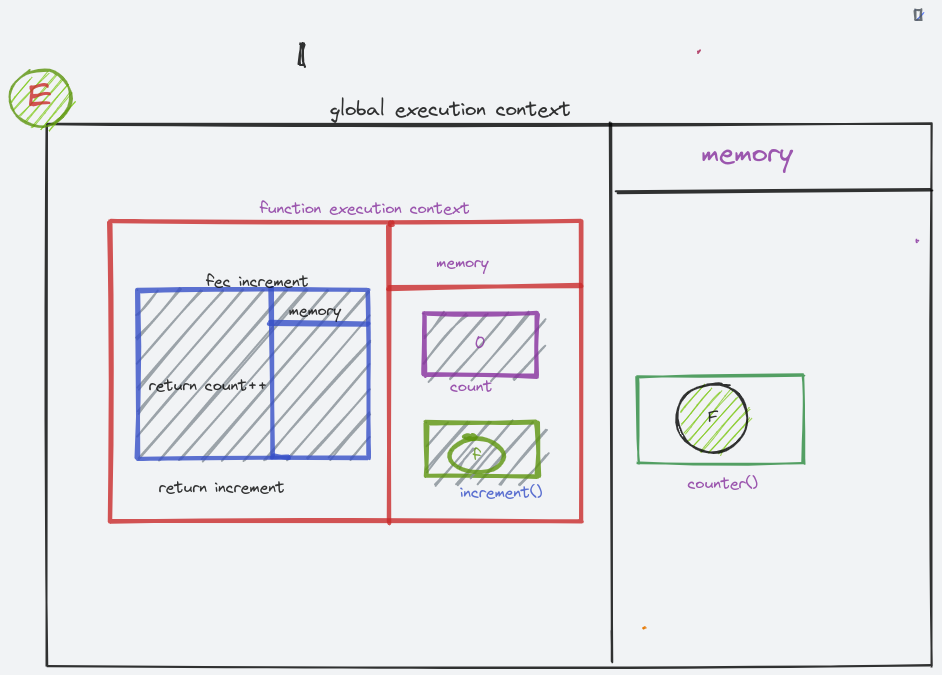 E
global execution context
memory
function execution context
memory
fec increment
memory
0
return count++
count
F
f
return increment
increment()
counter()